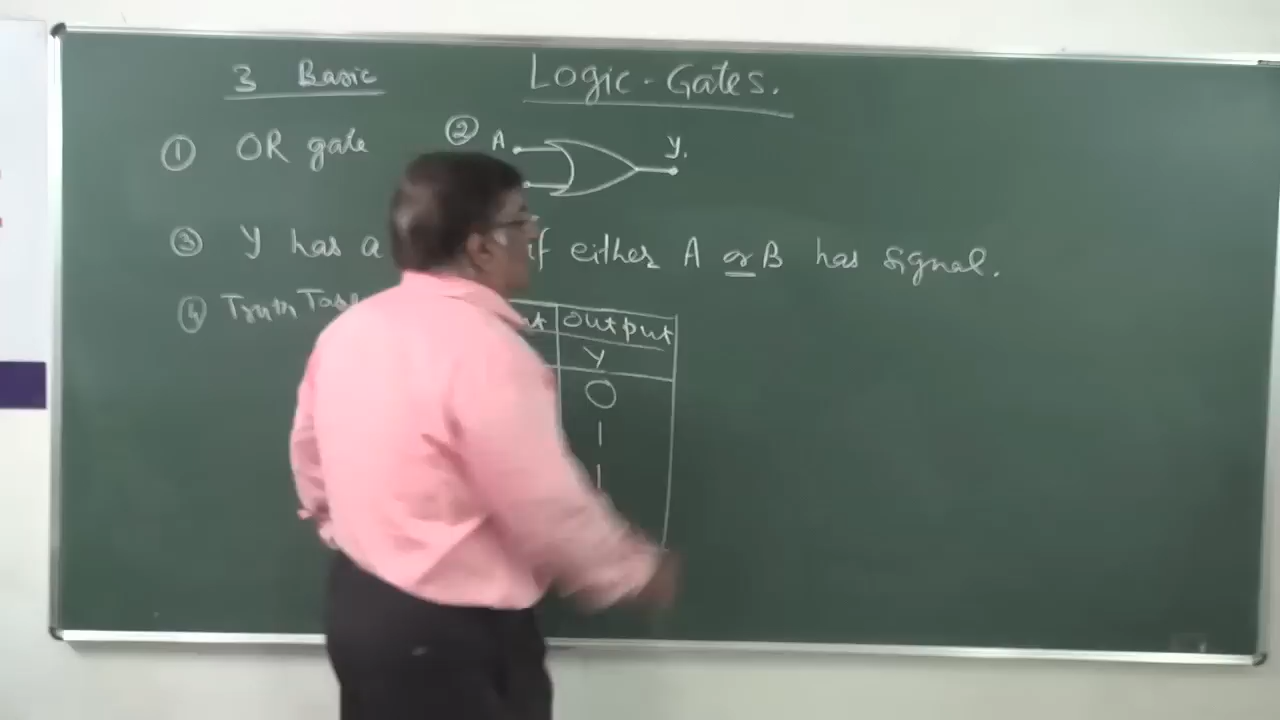 3 Basic
Logic-Gates.
① OR gate
② A
Y.
③ Y has a if either A or B has signal.
④ Truth
Output
Y
0
1
1